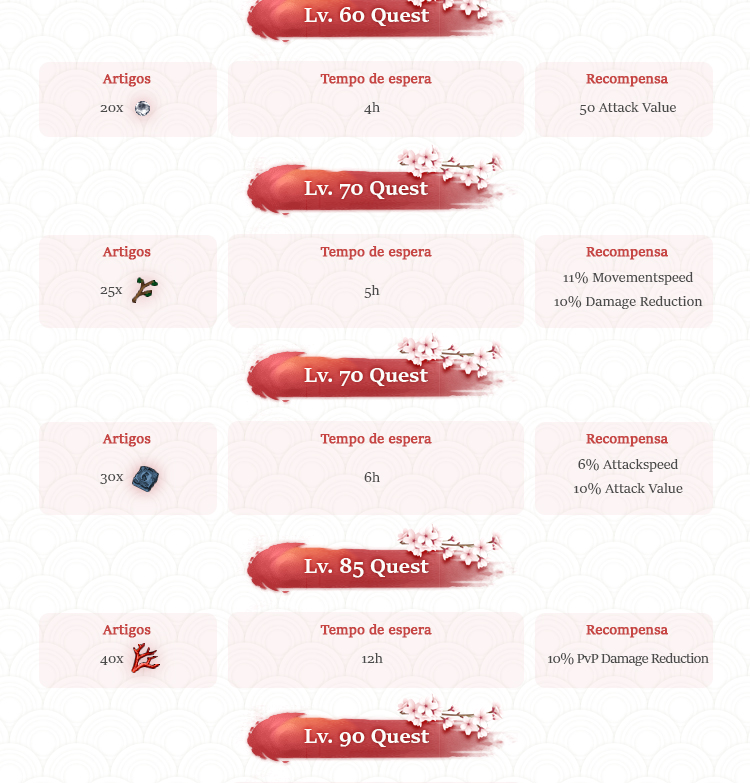 Lv. 60 Quest
Artigos
Tempo de espera
Recompensa
20x
4h
50 Attack Value
Lv. 70 Quest
Artigos
Tempo de espera
Recompensa
25x
5h
11% Movementspeed
10% Damage Reduction
Lv. 70 Quest
Artigos
Tempo de espera
Recompensa
30x
6h
6% Attackspeed
10% Attack Value
Lv. 85 Quest
Artigos
Tempo de espera
Recompensa
40x
12h
10% PvP Damage Reduction
Lv. 90 Quest